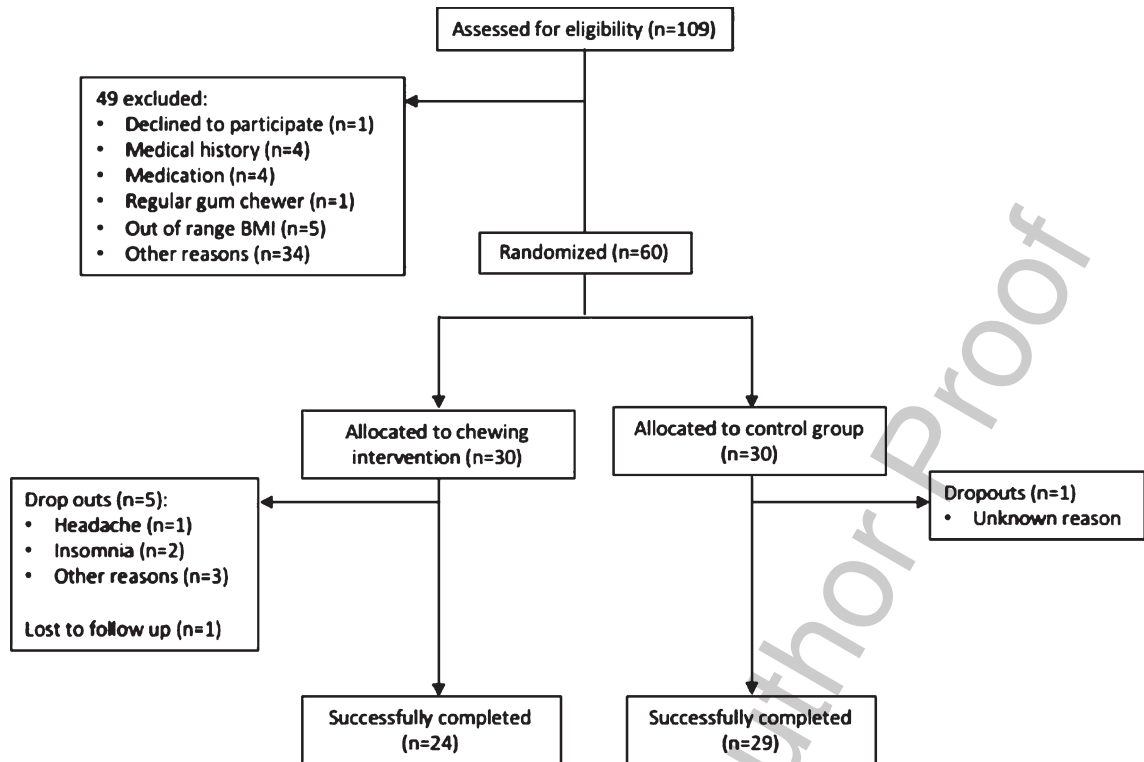 Assessed for eligibility (n=109)
49 excluded:
• Declined to participate (n=1)
• Medical history (n=4)
• Medication (n=4)
• Regular gum chewer (n=1)
• Out of range BMI (n=5)
• Other reasons (n=34)
Randomized (n=60)
Allocated to chewing
intervention (n=30)
Allocated to control group
(n=30)
Drop outs (n=5):
• Headache (n=1)
• Insomnia (n=2)
• Other reasons (n=3)
Lost to follow up (n=1)
Dropouts (n=1)
• Unknown reason
Successfully completed
(n=24)
Successfully completed
(n=29)
uthor Proof